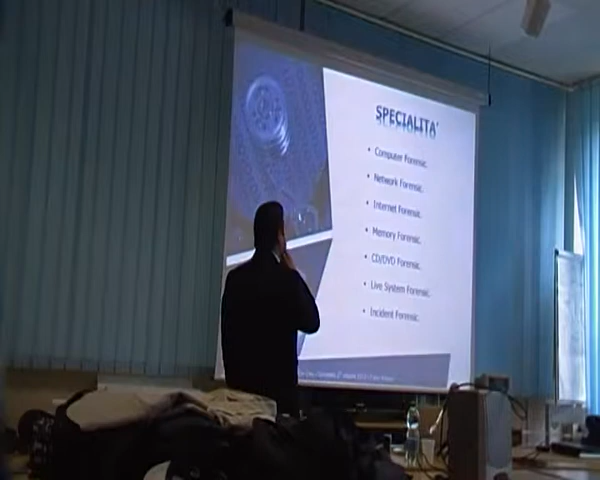 SPECIALITA'
• Computer Forensic.
• Network Forensic.
• Internet Forensic.
• Memory Forensic.
• CD/DVD Forensic.
• Live System Forensic.
• Incident Forensic.